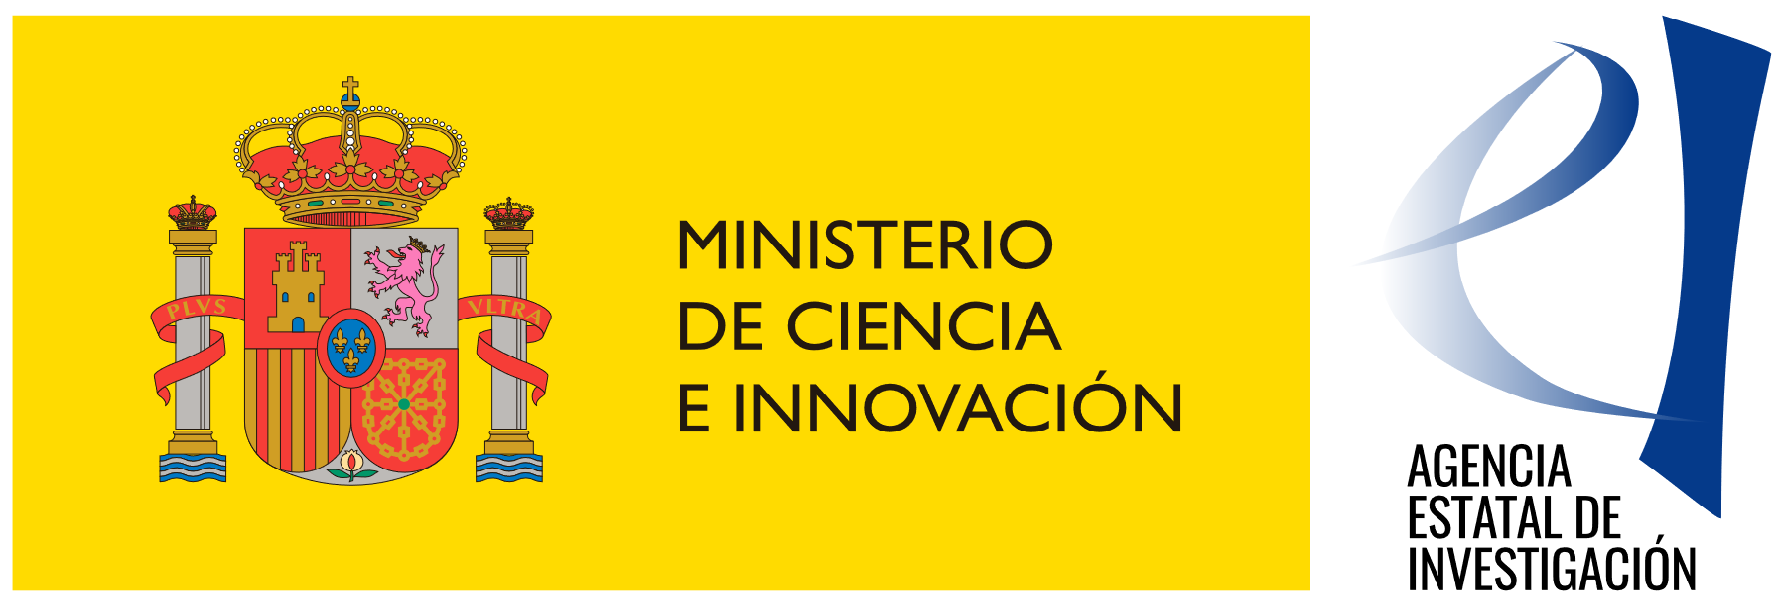 PLVS VLTRA
MINISTERIO
DE CIENCIA
E INNOVACIÓN
AGENCIA
ESTATAL DE
INVESTIGACIÓN